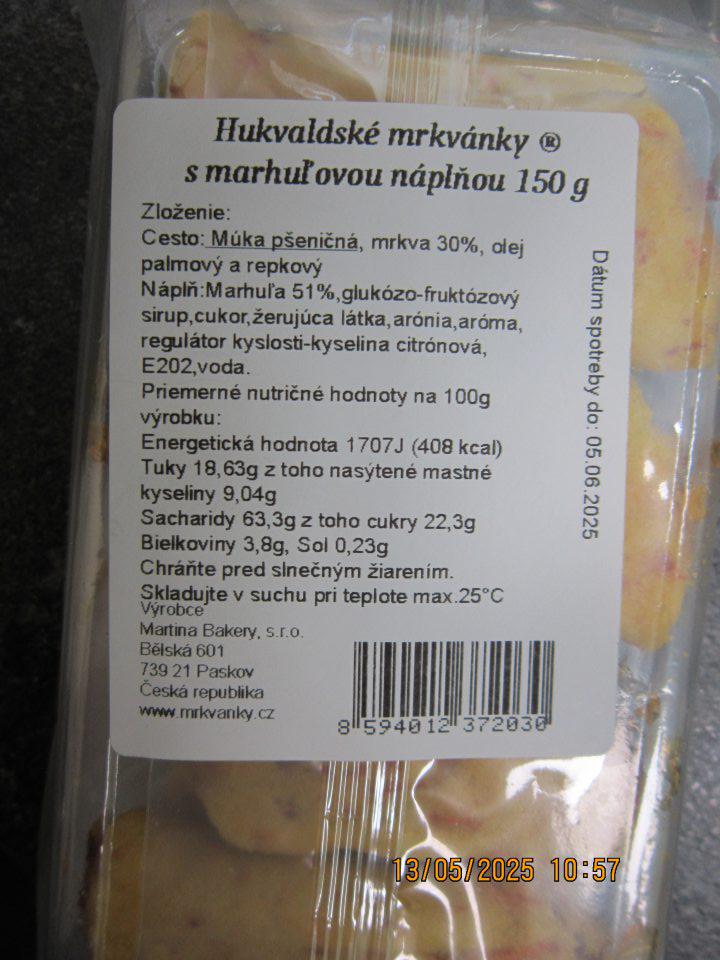 Hukvaldské mrkvánky ®
s marhuľovou náplňou 150 g
Zloženie:
Cesto: Múka pšeničná, mrkva 30%, olej
palmový a repkový
Náplň:Marhuľa 51%,glukózo-fruktózový
sirup,cukor,žerujúca látka,arónia,aróma,
regulátor kyslosti-kyselina citrónová,
E202,voda.
Priemerné nutričné hodnoty na 100g
výrobku:
Energetická hodnota 1707J (408 kcal)
Tuky 18,63g z toho nasýtené mastné
kyseliny 9,04g
Sacharidy 63,3g z toho cukry 22,3g
Bielkoviny 3,8g, Sol 0,23g
Chráňte pred slnečným žiarením.
Skladujte v suchu pri teplote max.25°C
Výrobce
Martina Bakery, s.r.o.
Bělská 601
739 21 Paskov
Česká republika
www.mrkvanky.cz
8 594012 372030
Dátum spotreby do: 05.06.2025
13/05/2025 10:57